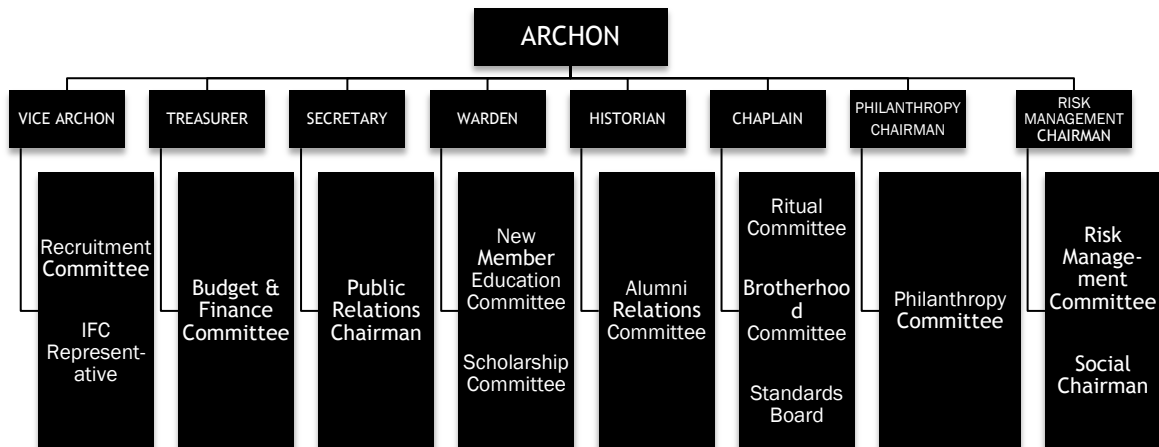 ARCHON
VICE ARCHON
TREASURER
SECRETARY
WARDEN
HISTORIAN
CHAPLAIN
PHILANTHROPY
CHAIRMAN
RISK
MANAGEMENT
CHAIRMAN
Recruitment
Committee
IFC
Represent-
ative
Budget &
Finance
Committee
Public
Relations
Chairman
New
Member
Education
Committee
Scholarship
Committee
Alumni
Relations
Committee
Ritual
Committee
Brotherhoo
d
Committee
Standards
Board
Philanthropy
Committee
Risk
Manage-
ment
Committee
Social
Chairman